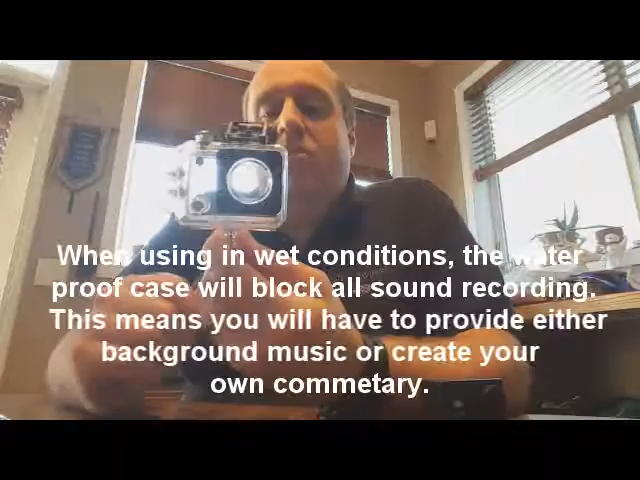 When using in wet conditions, the water
proof case will block all sound recording.
This means you will have to provide either
background music or create your
own commetary.